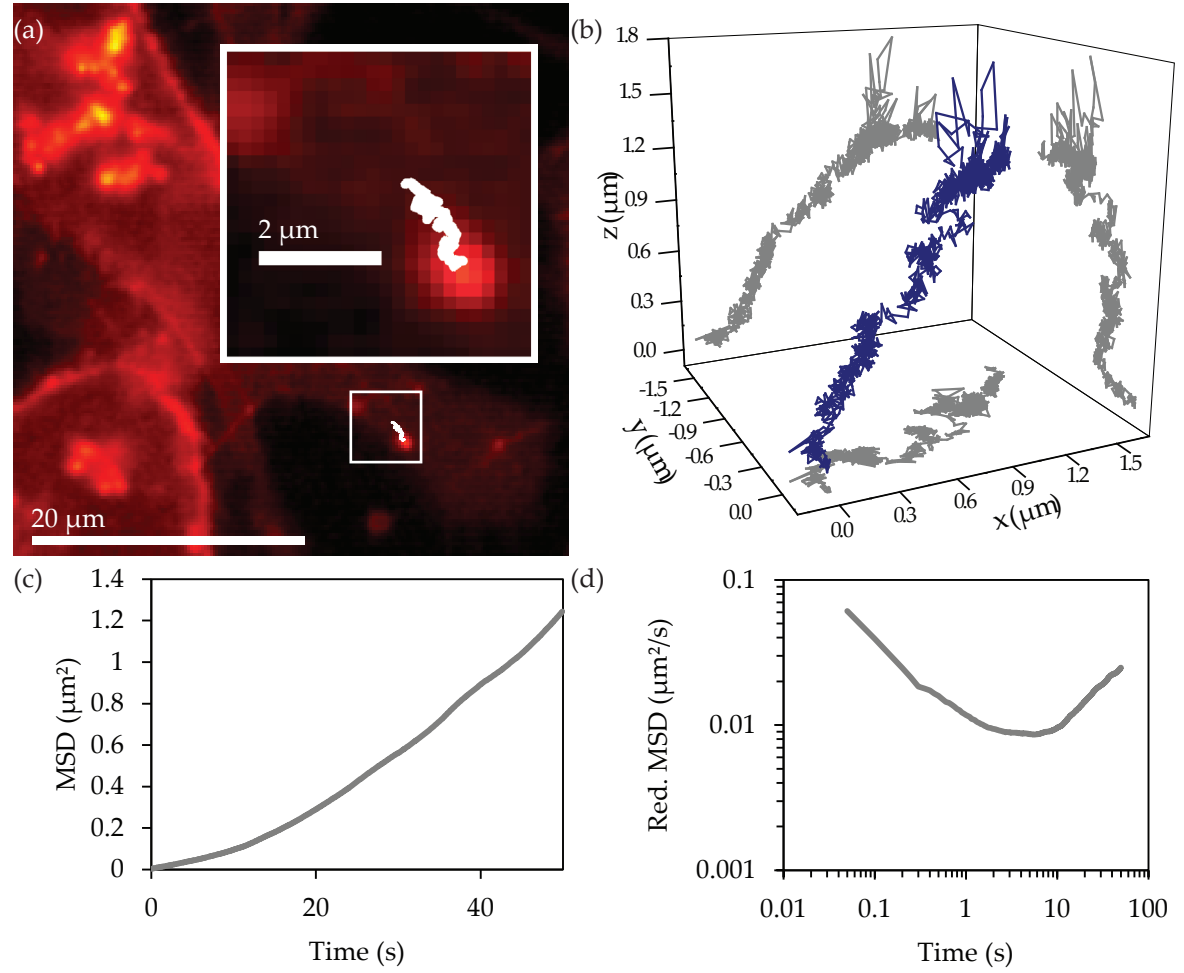 (a)
2 μm
20 μm
(b)
1.8
1.5
1.2
0.9
0.6
0.3
0.0
z(μm)
-1.5
-1.2
-0.9
-0.6
-0.3
0.0
y(μm)
0.0
0.3
0.6
0.9
1.2
1.5
x(μm)
(c)
1.4
1.2
1
0.8
0.6
0.4
0.2
0
MSD (μm²)
0
20
40
Time (s)
(d)
0.1
0.01
0.001
Red. MSD (μm²/s)
0.01
0.1
1
10
100
Time (s)